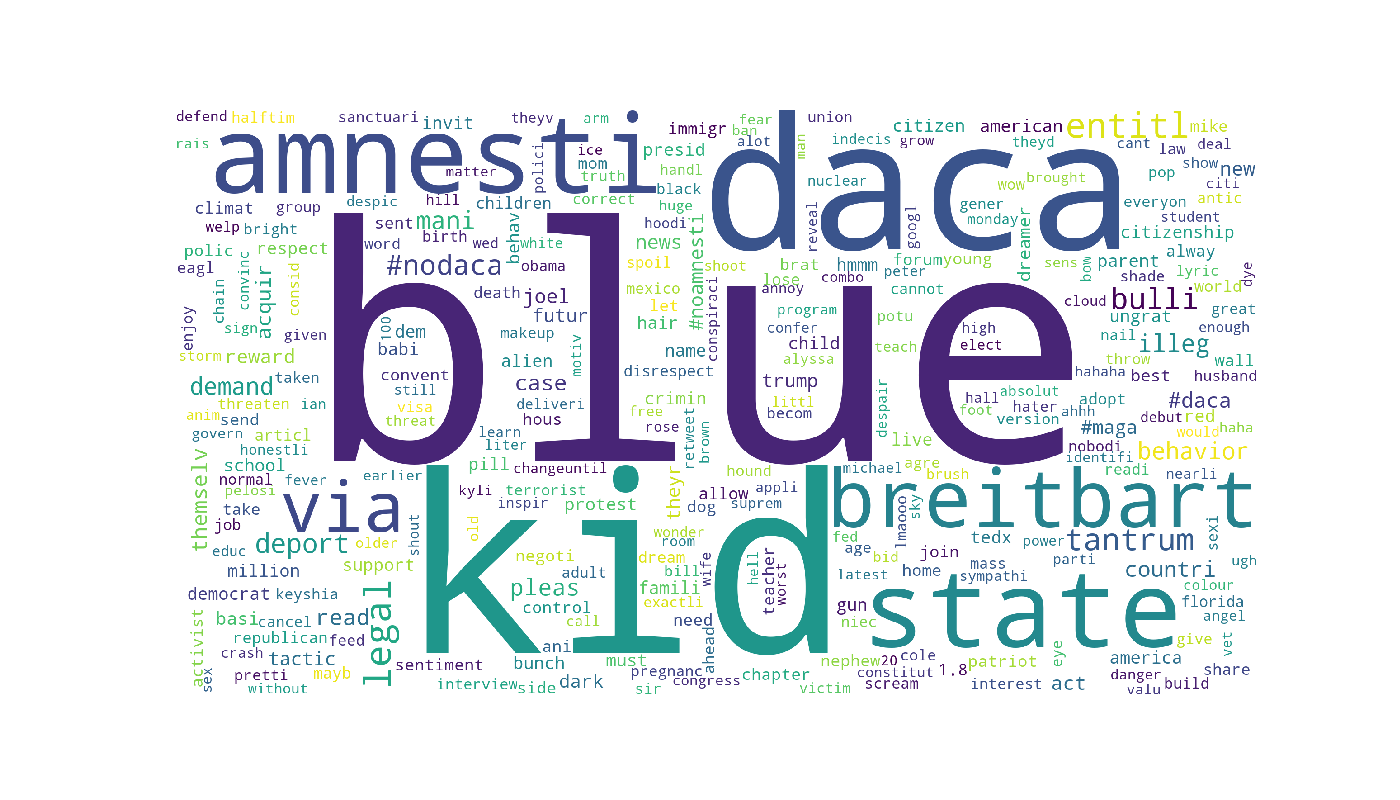 defend halftim sanctuari invit theyv arm fear ban union citizen american entitl mike
rais amnesti immigr alot daca man indecis grow theyd cant law deal
matter polici ice mom truth presid handl nuclear wow brought pop show new citi antic
climat group despic hill children correct black huge gener monday everyon student
welp bright sent mani behav hoodi reveal googl dreamer citizenship
polic respect word birth wed white news #noamnesti hmmm forum young sens bow parent alway
eagl convinc consid #nodaca obama spoil shoot brat lose peter combo cannot shade lyric world dye
chain acquir death joel mexico let annoy conspiraci cloud bulli great
enjoy sign given 100 dem futur hair program potu high ungrat enough
storm reward babi makeup motiv name confer child elect nail illeg wall
blue
demand taken convent alien case disrespect alyssa trump teach throw hahaha best husband
anim threaten ian still visa deliveri crimin littl becom despair absolut hall hater adopt #daca
send threat hous free rose retweet brown foot version ahhh debut red
govern articl honestli learn liter live #maga nobodi would haha
school normal fever earlier pill changeuntil theyr hound michael agre brush identifi behavior readi nearli
themselv pelosi via kyli terrorist inspir protest allow appli suprem breitbart
take job shout old dog lmaooo sky sexi
educ deport older negoti wonder room fed age bid tedx power tantrum ugh
million support kid adult dream bill wife hell teacher worst latest home join mass sympathi parti countri
democrat keyshia legal pleas control famili exactli gun colour florida
activist basi cancel read call need niec state angel
republican feed ani ahead give vet
crash tactic sentiment bunch must pregnanc nephew 20 cole patriot eye america share
sex pretti mayb interview side dark congress chapter constitut 1.8 interest act danger build
without sir victim scream valu